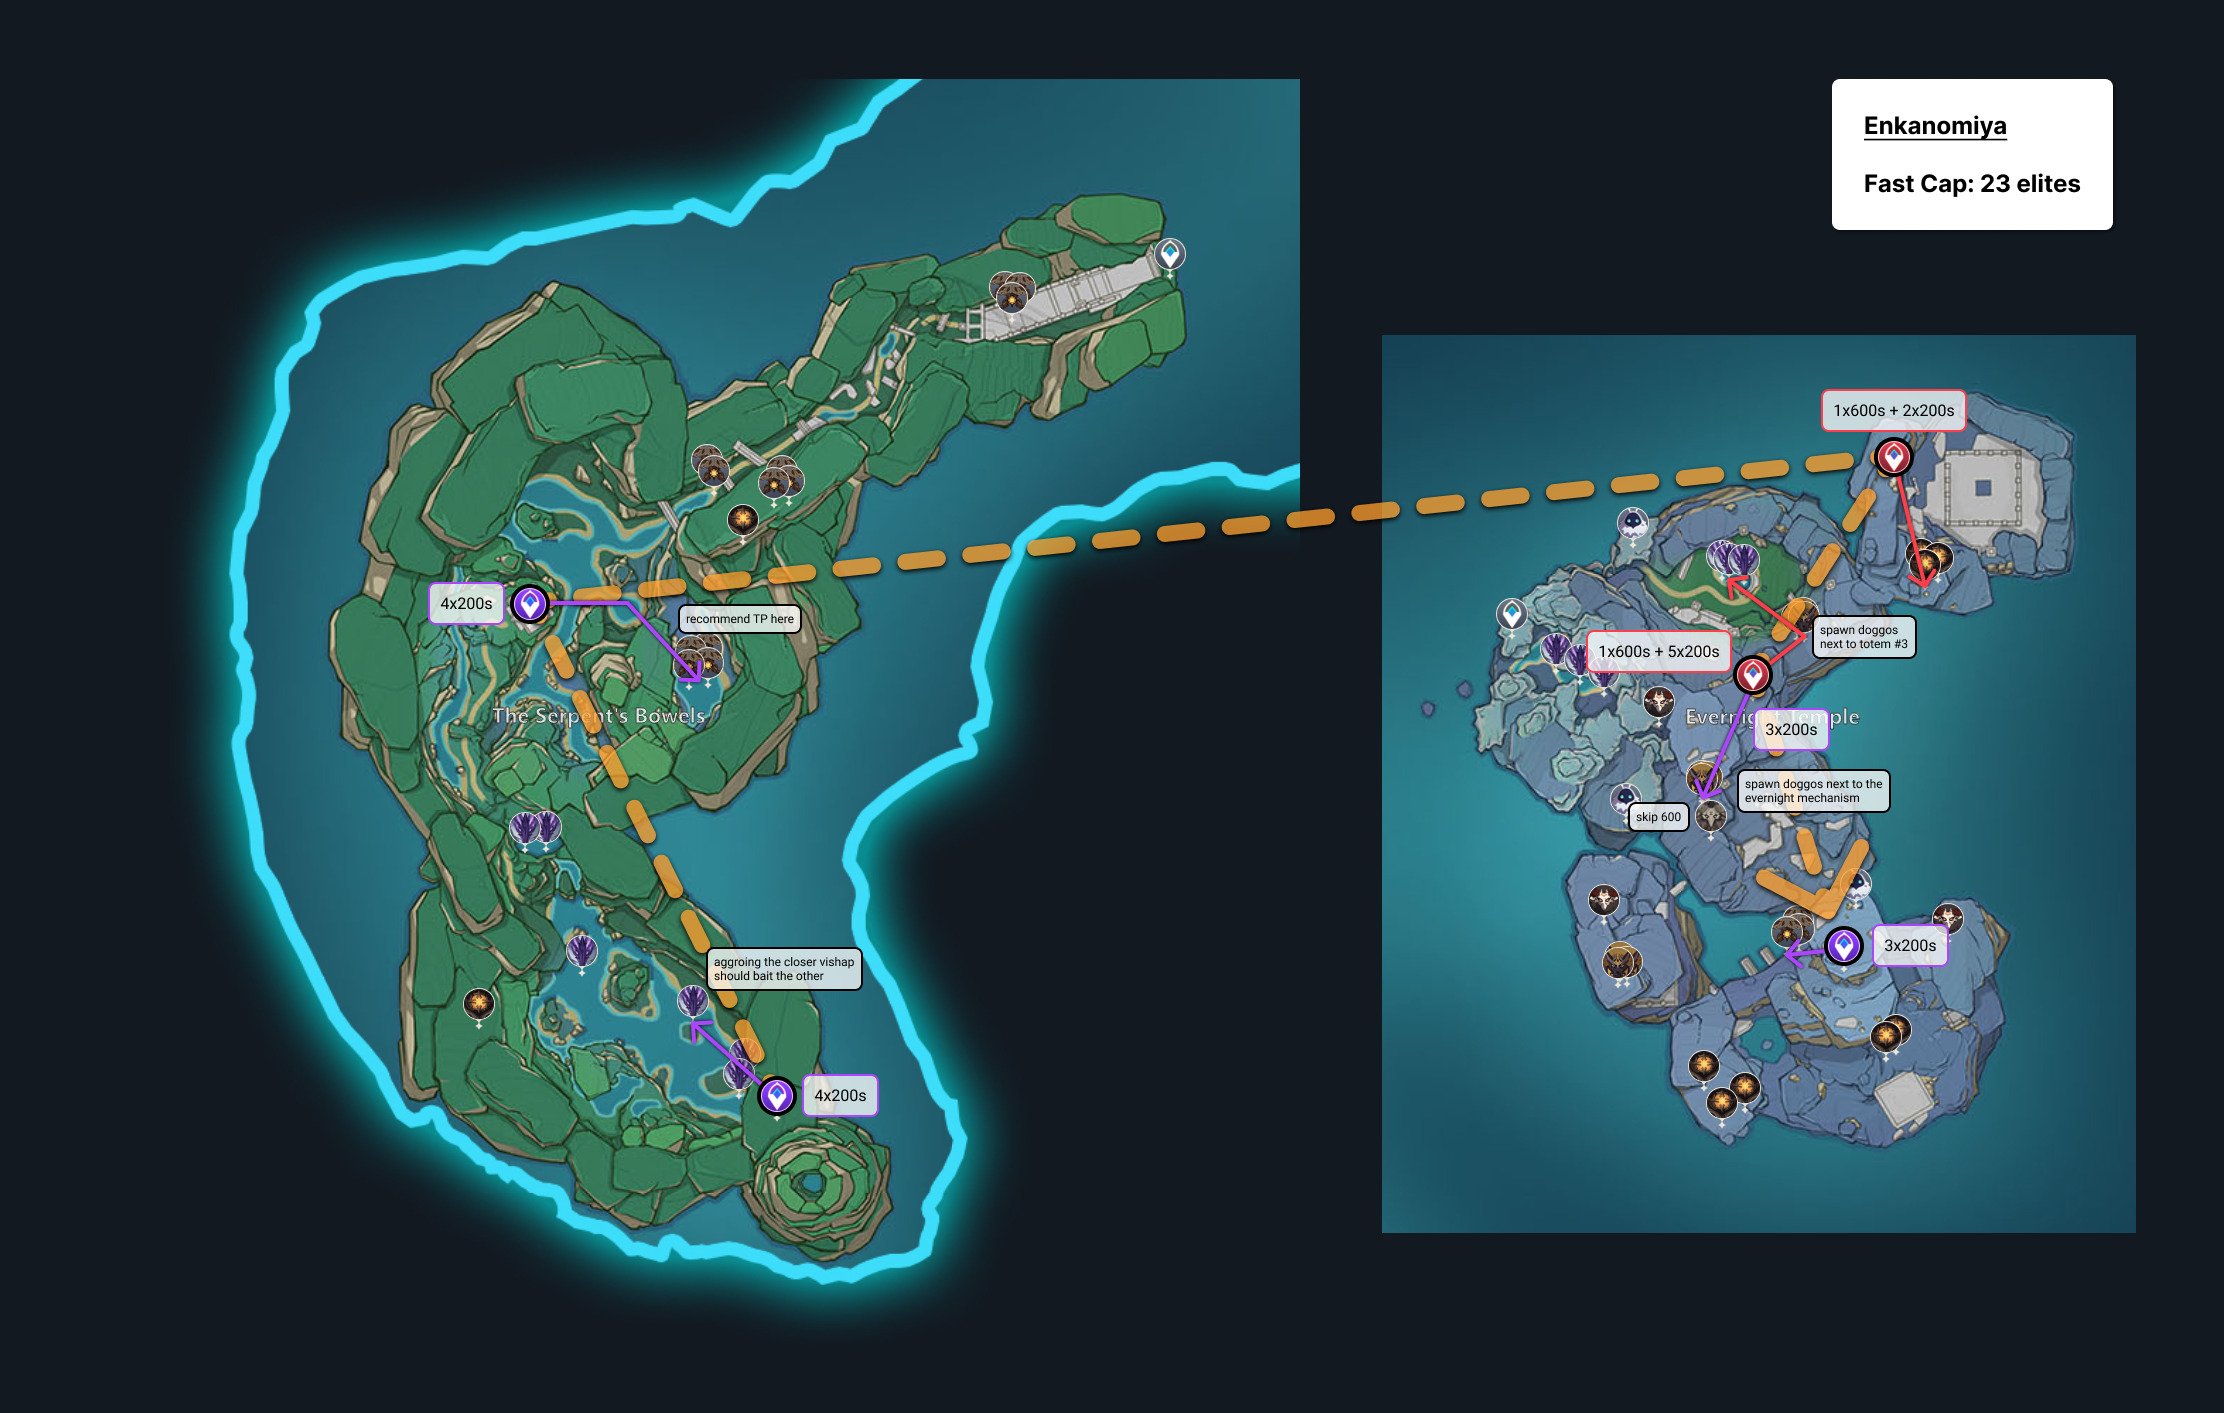 Enkanomiya
Fast Cap: 23 elites
1x600s + 2x200s
4x200s
recommend TP here
spawn doggos
next to totem #3
1x600s + 5x200s
The Serpent's Bowels
Evernight Temple
3x200s
spawn doggos next to the
evernight mechanism
skip 600
3x200s
aggroing the closer vishap
should bait the other
4x200s